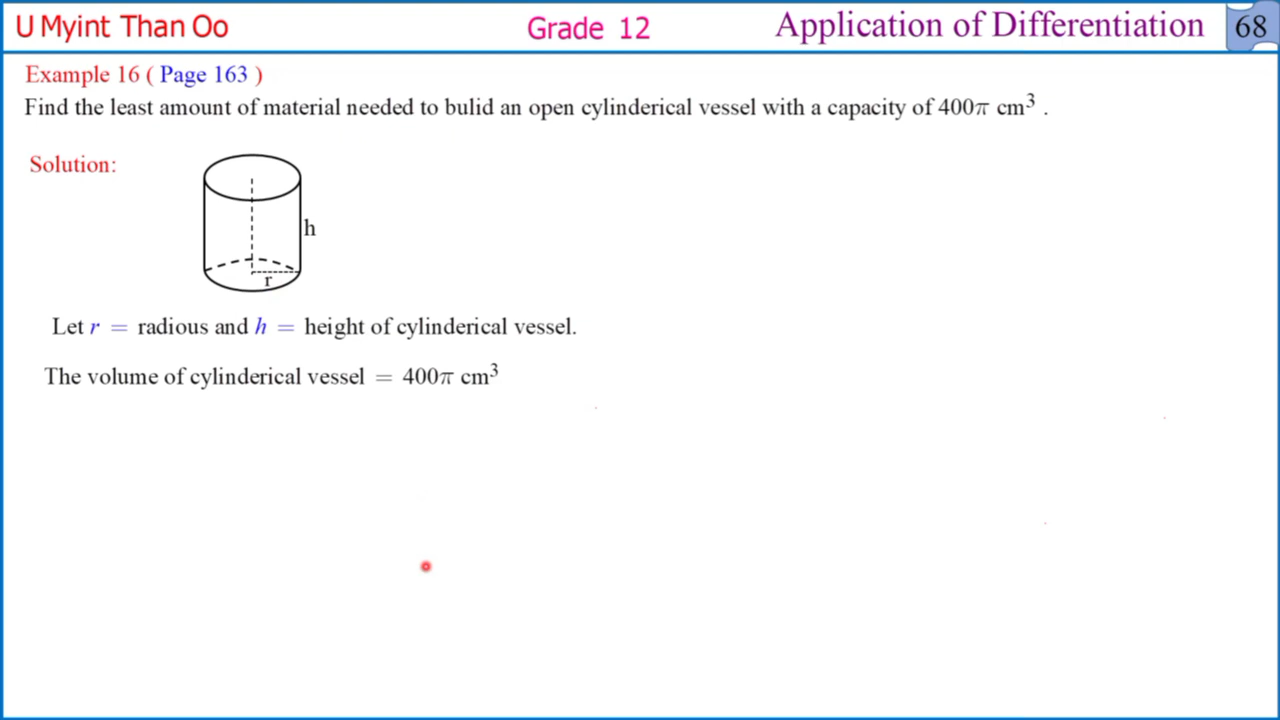 U Myint Than Oo
Grade 12
Application of Differentiation
68
Example 16 ( Page 163 )
Find the least amount of material needed to bulid an open cylinderical vessel with a capacity of 400π cm³ .
Solution:
h
r
Let r = radious and h = height of cylinderical vessel.
The volume of cylinderical vessel = 400π cm³